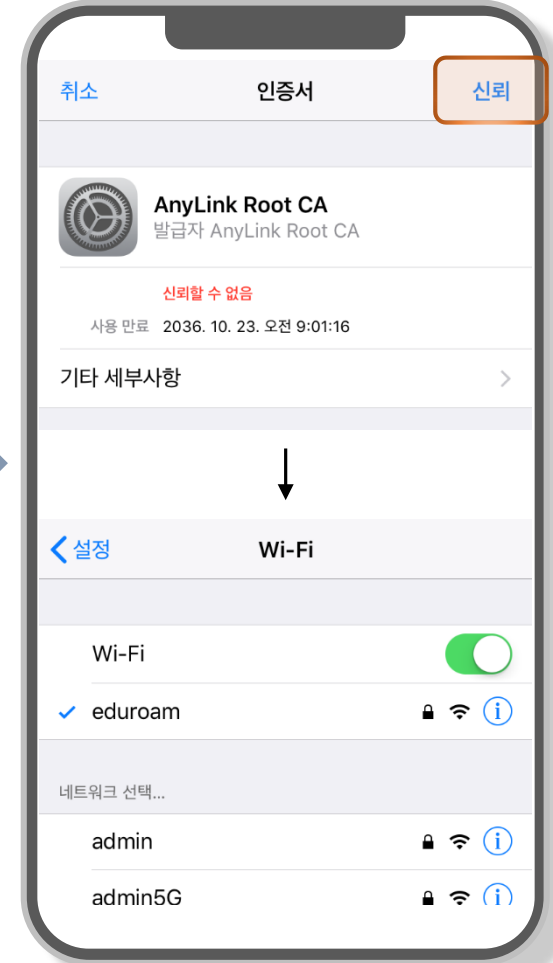 취소 인증서 신뢰
AnyLink Root CA
발급자 AnyLink Root CA
신뢰할 수 없음
사용 만료 2036. 10. 23. 오전 9:01:16
기타 세부사항
설정 Wi-Fi
Wi-Fi
eduroam
네트워크 선택...
admin
admin5G